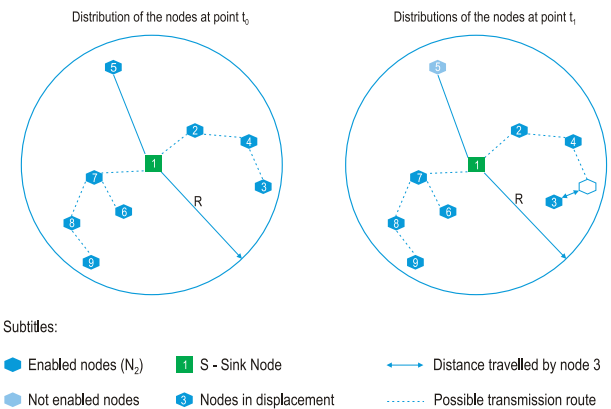 Distribution of the nodes at point t₀
Distributions of the nodes at point t₁
5
2
4
1
3
7
6
8
9
R
5
2
4
1
3
7
6
8
9
R
Subtitles:
Enabled nodes (N₂)
1 S - Sink Node
Distance travelled by node 3
Not enabled nodes
3 Nodes in displacement
Possible transmission route